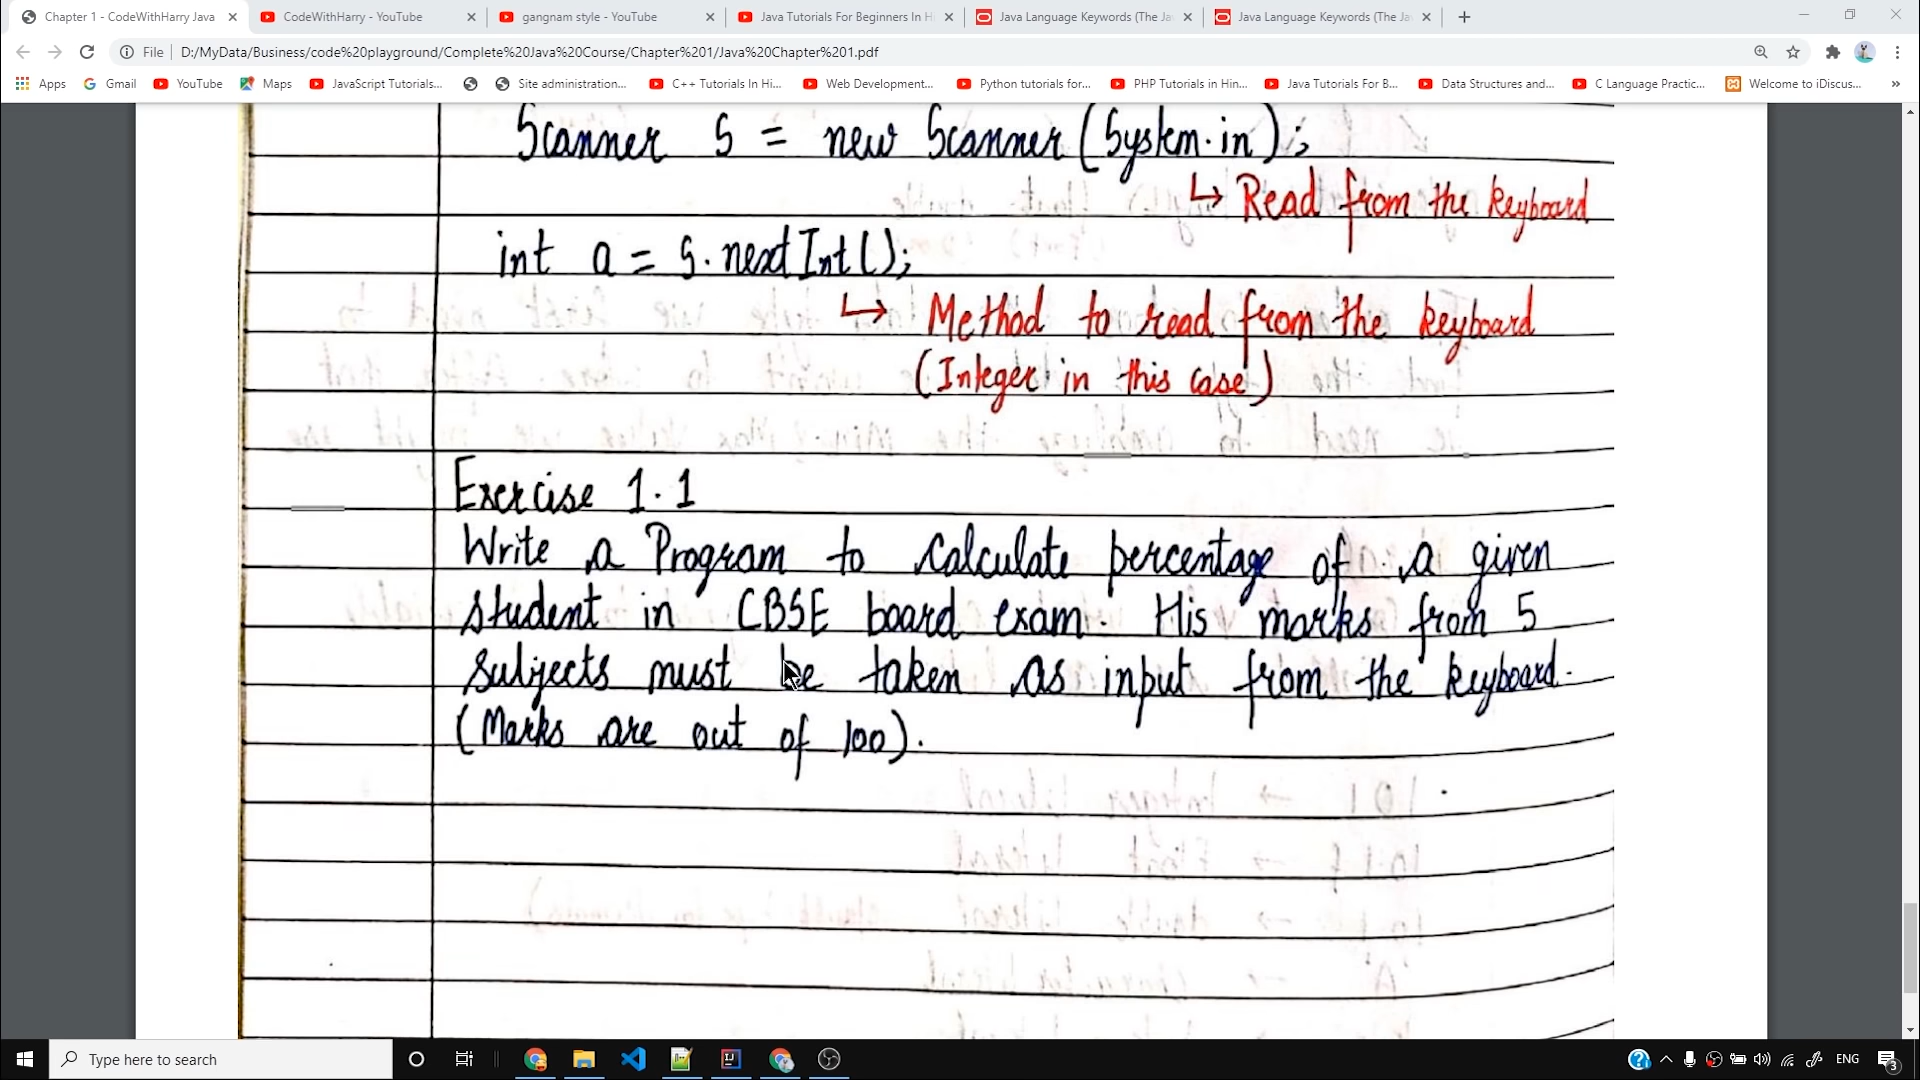 Chapter 1 - CodeWithHarry Java
CodeWithHarry - YouTube
gangnam style - YouTube
Java Tutorials For Beginners In H
Java Language Keywords (The Ja
Java Language Keywords (The Ja
File
D:/MyData/Business/code%20playground/Complete%20Java%20Course/Chapter%201/Java%20Chapter%201.pdf
Apps
Gmail
YouTube
Maps
JavaScript Tutorials...
Site administration...
C++ Tutorials In Hi...
Web Development...
Python tutorials for...
PHP Tutorials in Hin...
Java Tutorials For B...
Data Structures and...
C Language Practic...
Welcome to iDiscus...
Scanner S = new Scanner (System.in);
↳ Read from the keyboard
int a = S.nextInt();
↳ Method to read from the keyboard
(Integer in this case)
Exercise 1.1
Write a Program to calculate percentage of a given
student in CBSE board exam. His marks from 5
subjects must be taken as input from the keyboard.
(Marks are out of 100).
Type here to search
ENG
3